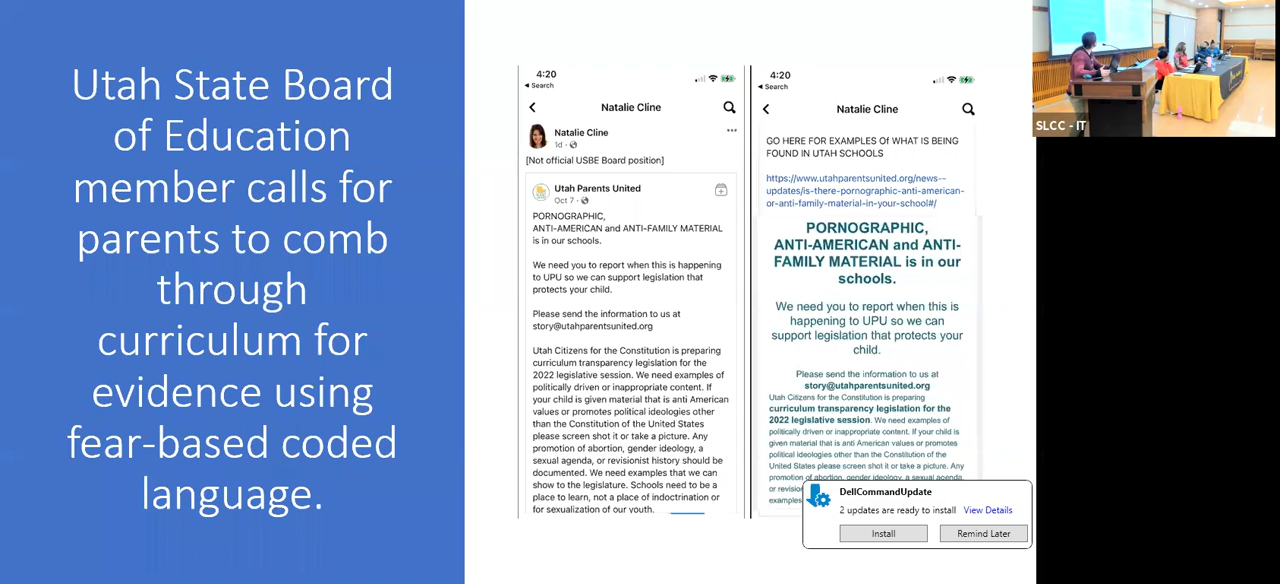 Utah State Board
of Education
member calls for
parents to comb
through
curriculum for
evidence using
fear-based coded
language.
4:20
Search
Natalie Cline
Natalie Cline
1d
[Not official USBE Board position]
Utah Parents United
Oct 7
PORNOGRAPHIC,
ANTI-AMERICAN and ANTI-FAMILY MATERIAL
is in our schools.
We need you to report when this is happening
to UPU so we can support legislation that
protects your child.
Please send the information to us at
story@utahparentsunited.org
Utah Citizens for the Constitution is preparing
curriculum transparency legislation for the
2022 legislative session. We need examples of
politically driven or inappropriate content. If
your child is given material that is anti American
values or promotes political ideologies other
than the Constitution of the United States
please screen shot it or take a picture. Any
promotion of abortion, gender ideology, a
sexual agenda, or revisionist history should be
documented. We need examples that we can
show to the legislature. Schools need to be a
place to learn, not a place of indoctrination or
for sexualization of our youth.
4:20
Search
Natalie Cline
GO HERE FOR EXAMPLES Of WHAT IS BEING
FOUND IN UTAH SCHOOLS
https://www.utahparentsunited.org/news--
updates/is-there-pornographic-anti-american-
or-anti-family-material-in-your-school#/
PORNOGRAPHIC,
ANTI-AMERICAN and ANTI-
FAMILY MATERIAL is in our
schools.
We need you to report when this is
happening to UPU so we can
support legislation that protects your
child.
Please send the information to us at
story@utahparentsunited.org
Utah Citizens for the Constitution is preparing
curriculum transparency legislation for the
2022 legislative session. We need examples of
politically driven or inappropriate content. If your child is
given material that is anti American values or promotes
political ideologies other than the Constitution of the
United States please screen shot it or take a picture. Any
promotion of abortion, gender ideology, a sexual agenda,
or revision
examples
DellCommandUpdate
2 updates are ready to install View Details
Install
Remind Later
SLCC - IT